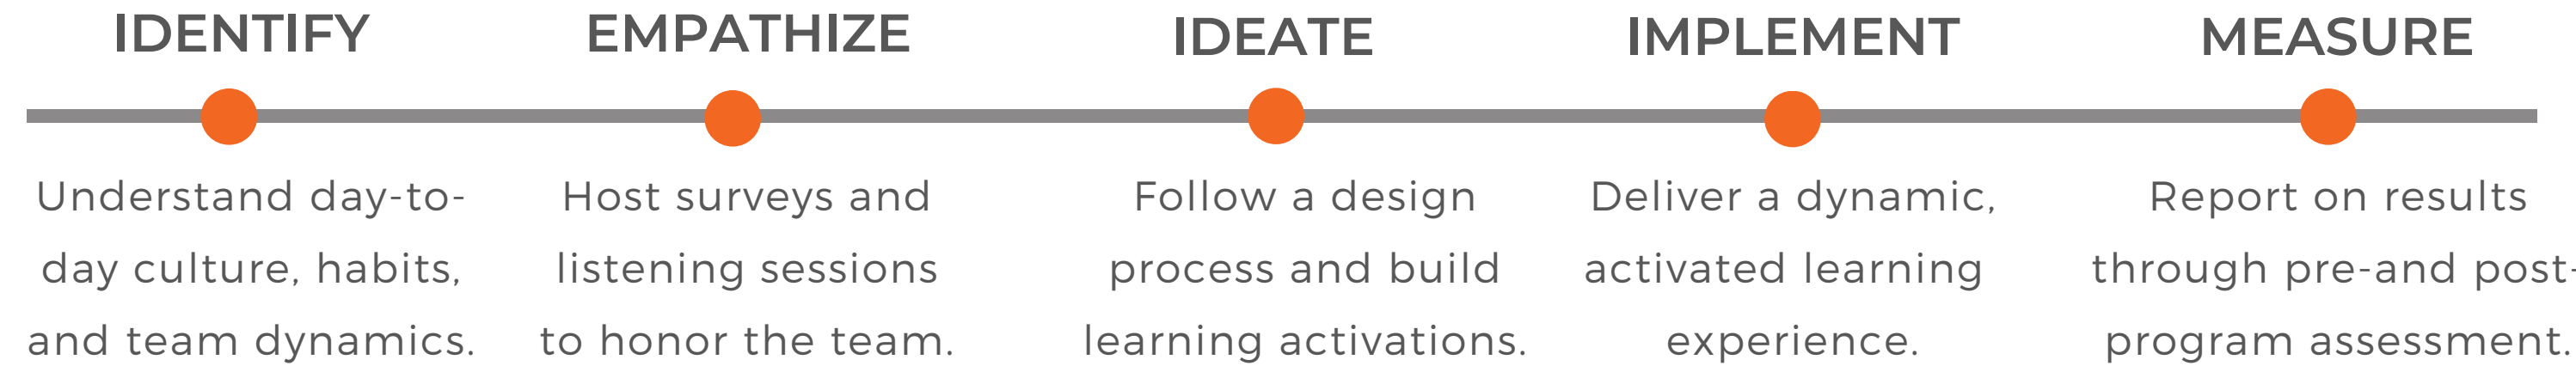 IDENTIFY
Understand day-to-
day culture, habits,
and team dynamics.
EMPATHIZE
Host surveys and
listening sessions
to honor the team.
IDEATE
Follow a design
process and build
learning activations.
IMPLEMENT
Deliver a dynamic,
activated learning
experience.
MEASURE
Report on results
through pre-and post-
program assessment.